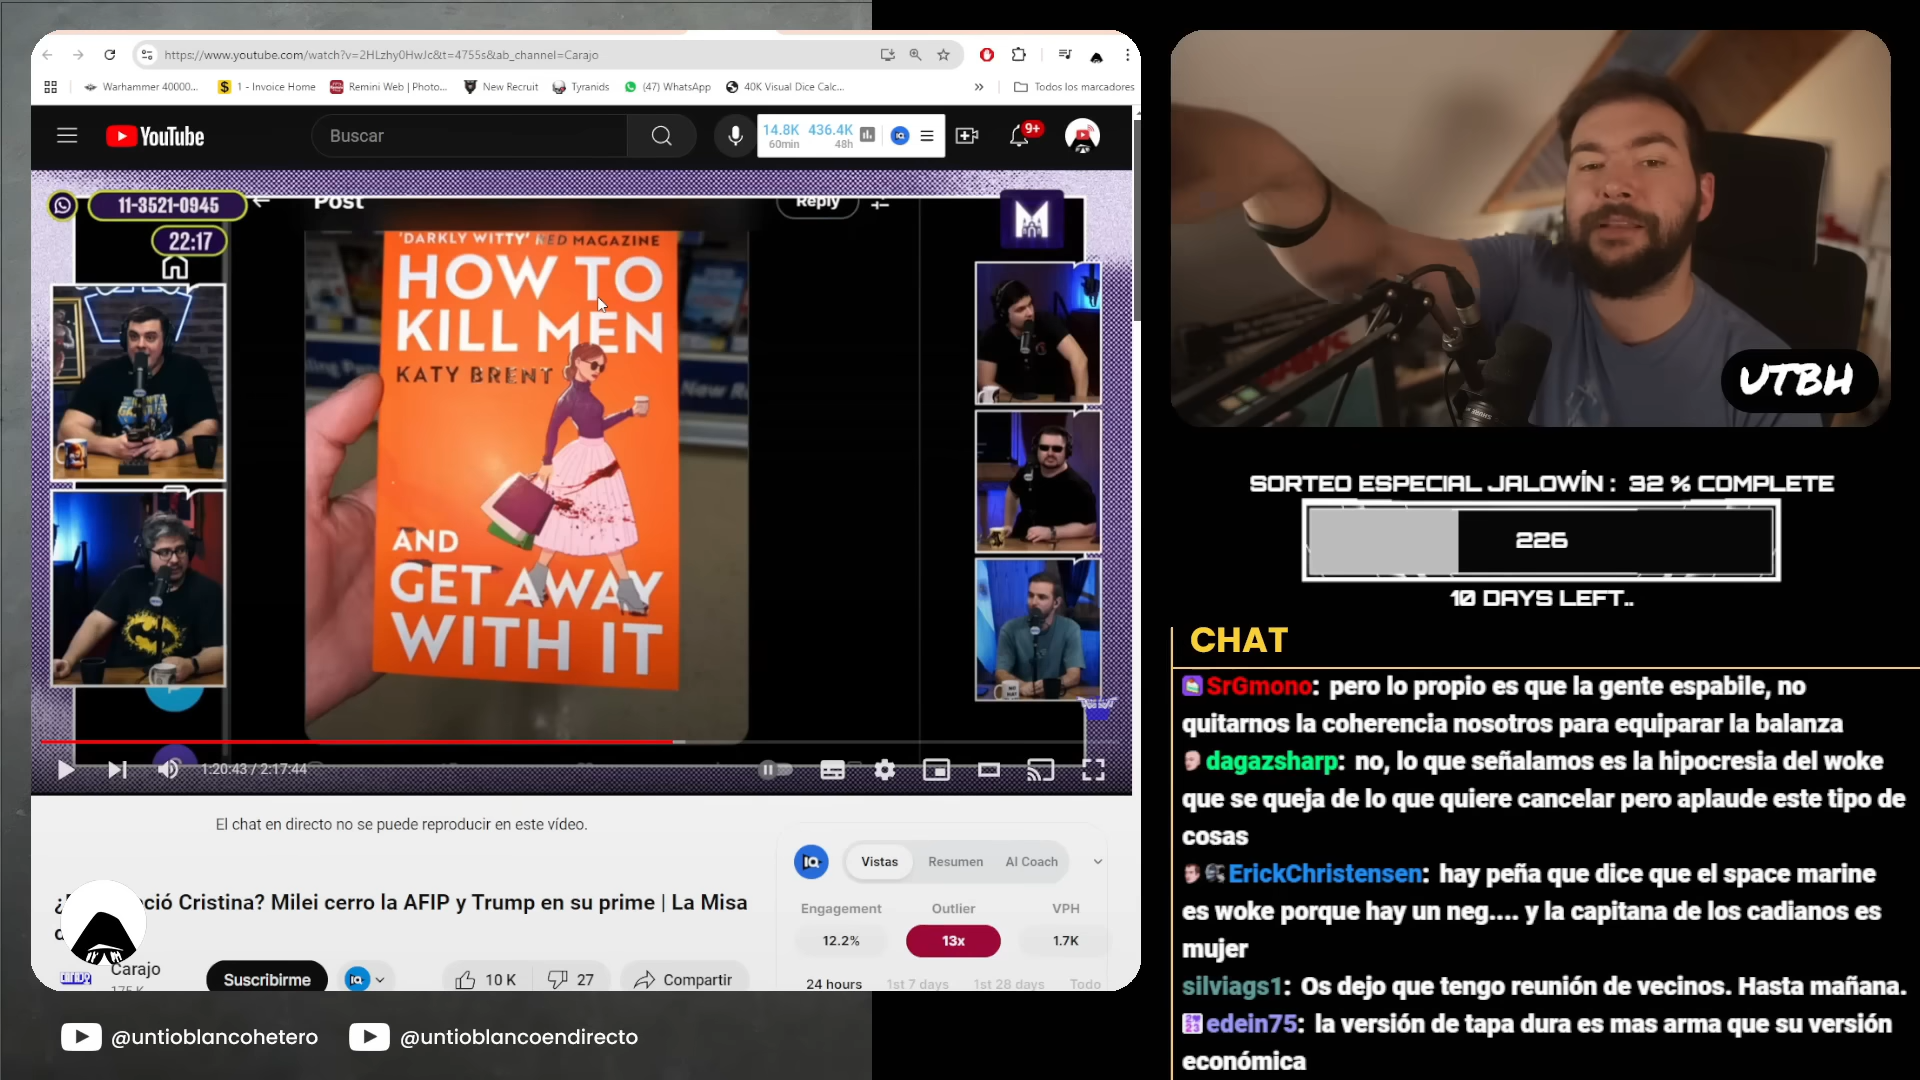 https://www.youtube.com/watch?v=2HLzhy0HwJc&t=4755s&ab_channel=Carajo
Warhammer 40000...
1 - Invoice Home
Remini Web | Photo...
New Recruit
Tyranids
(47) WhatsApp
40K Visual Dice Calc...
»
Todos los marcadores
YouTube
Buscar
14.8K 436.4K
60min 48h
9+
11-3521-0945
22:17
Post
Reply
'DARKLY WITTY' RED MAGAZINE
HOW TO
KILL MEN
KATY BRENT
AND
GET AWAY
WITH IT
New
M
1:20:43 / 2:17:44
El chat en directo no se puede reproducir en este vídeo.
Vistas Resumen AI Coach
Engagement Outlier VPH
12.2% 13x 1.7K
24 hours 1st 7 days 1st 28 days Todo
ció Cristina? Milei cerro la AFIP y Trump en su prime | La Misa
Carajo
Suscribirme
10 K
27
Compartir
@untioblancohetero
@untioblancoendirecto
UTBH
SORTEO ESPECIAL JALOWÍN : 32 % COMPLETE
226
10 DAYS LEFT..
CHAT
SrGmono: pero lo propio es que la gente espabile, no
quitarnos la coherencia nosotros para equiparar la balanza
dagazsharp: no, lo que señalamos es la hipocresia del woke
que se queja de lo que quiere cancelar pero aplaude este tipo de
cosas
ErickChristensen: hay peña que dice que el space marine
es woke porque hay un neg.... y la capitana de los cadianos es
mujer
silviags1: Os dejo que tengo reunión de vecinos. Hasta mañana.
edein75: la versión de tapa dura es mas arma que su versión
económica